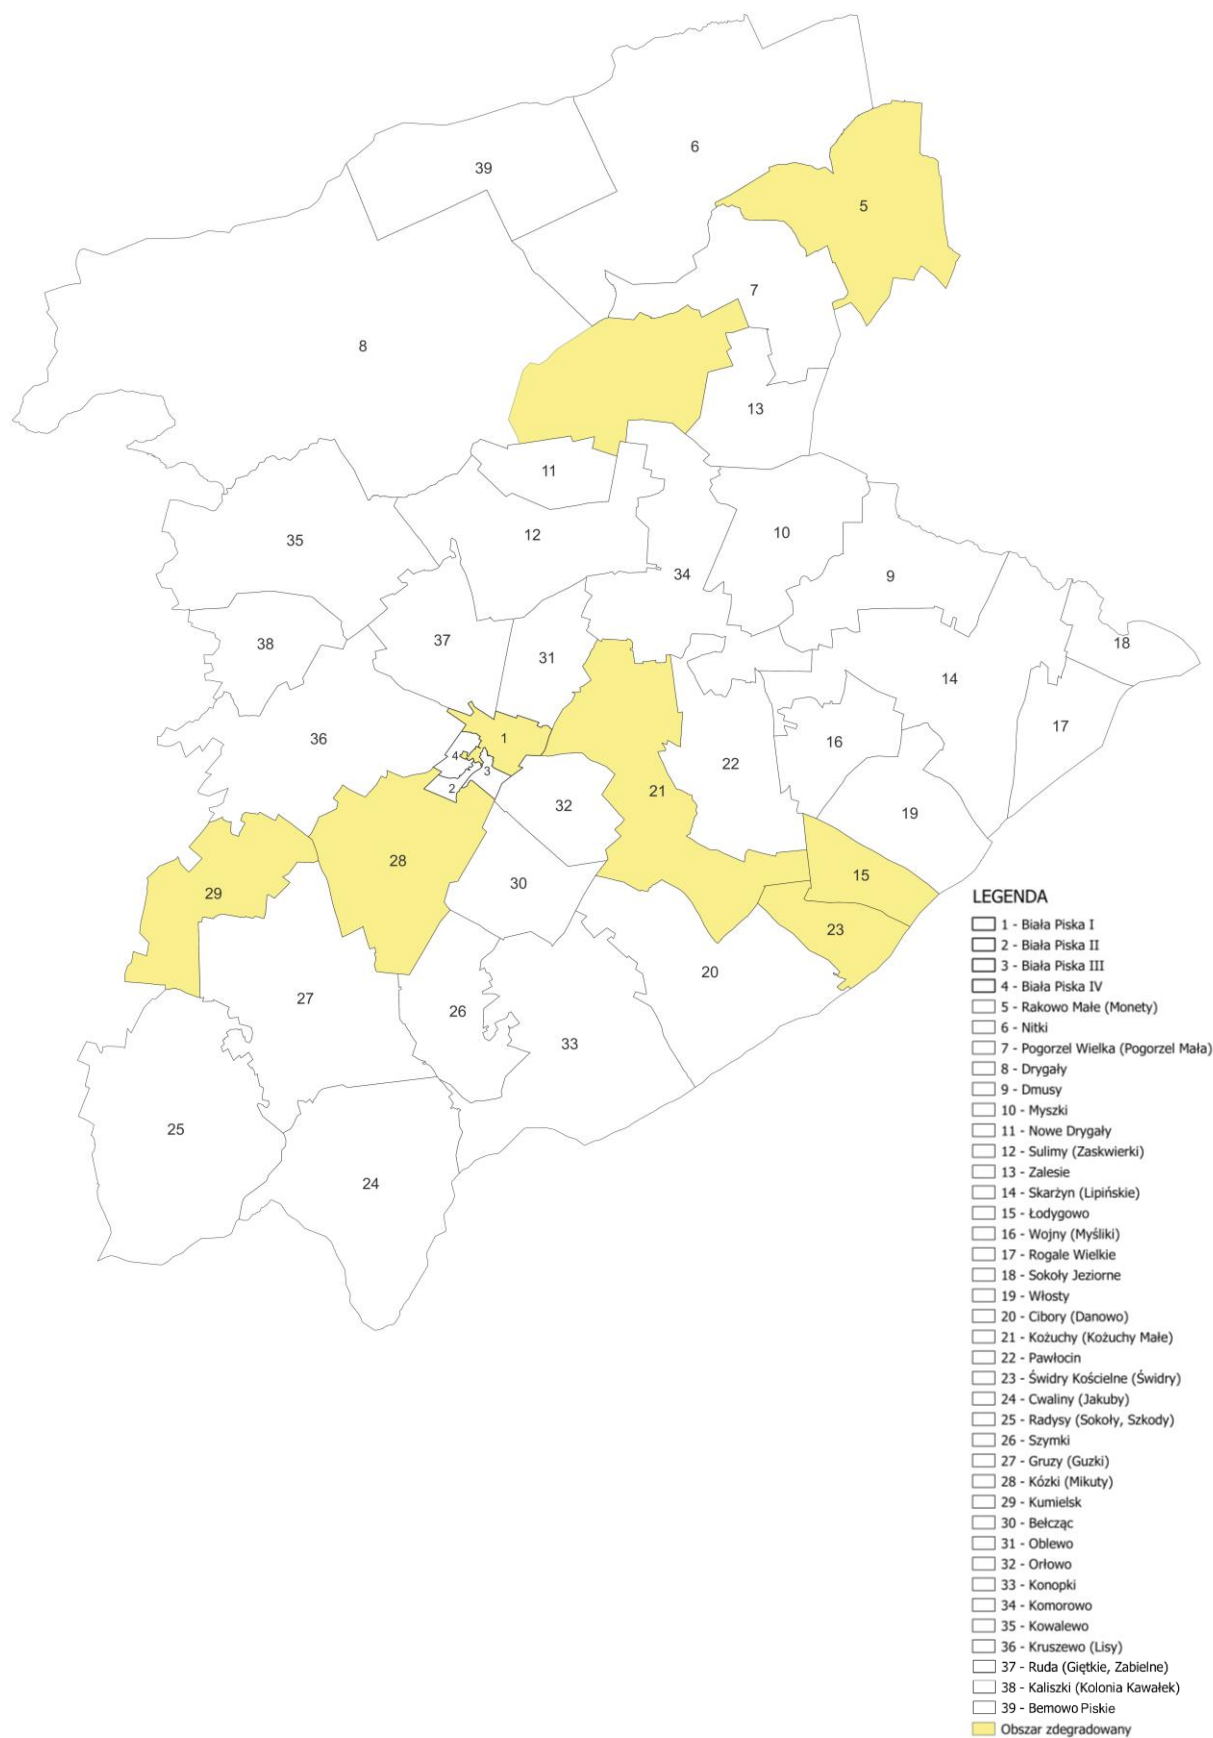 6
39
5
7
8
13
11
12
10
35
34
9
38
37
31
18
14
36
1
17
16
4
3
22
2
21
32
19
28
30
15
29
23
20
27
26
33
25
24
LEGENDA
1 - Biała Piska I
2 - Biała Piska II
3 - Biała Piska III
4 - Biała Piska IV
5 - Rakowo Małe (Monety)
6 - Nitki
7 - Pogorzel Wielka (Pogorzel Mała)
8 - Drygały
9 - Dmusy
10 - Myszki
11 - Nowe Drygały
12 - Sulimy (Zaskwierki)
13 - Zalesie
14 - Skarżyn (Lipińskie)
15 - Łodygowo
16 - Wojny (Myśliki)
17 - Rogale Wielkie
18 - Sokoły Jeziorne
19 - Włosty
20 - Cibory (Danowo)
21 - Kożuchy (Kożuchy Małe)
22 - Pawłocin
23 - Świdry Kościelne (Świdry)
24 - Cwaliny (Jakuby)
25 - Radysy (Sokoły, Szkody)
26 - Szymki
27 - Gruzy (Guzki)
28 - Kózki (Mikuty)
29 - Kumielsk
30 - Bełcząc
31 - Oblewo
32 - Orłowo
33 - Konopki
34 - Komorowo
35 - Kowalewo
36 - Kruszewo (Lisy)
37 - Ruda (Giętkie, Zabielne)
38 - Kaliszki (Kolonia Kawałek)
39 - Bemowo Piskie
Obszar zdegradowany